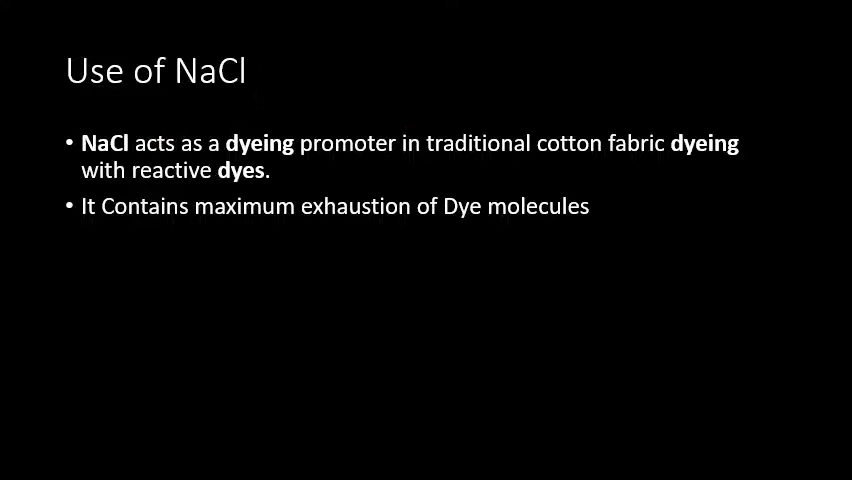 Use of NaCl
• NaCl acts as a dyeing promoter in traditional cotton fabric dyeing
with reactive dyes.
• It Contains maximum exhaustion of Dye molecules